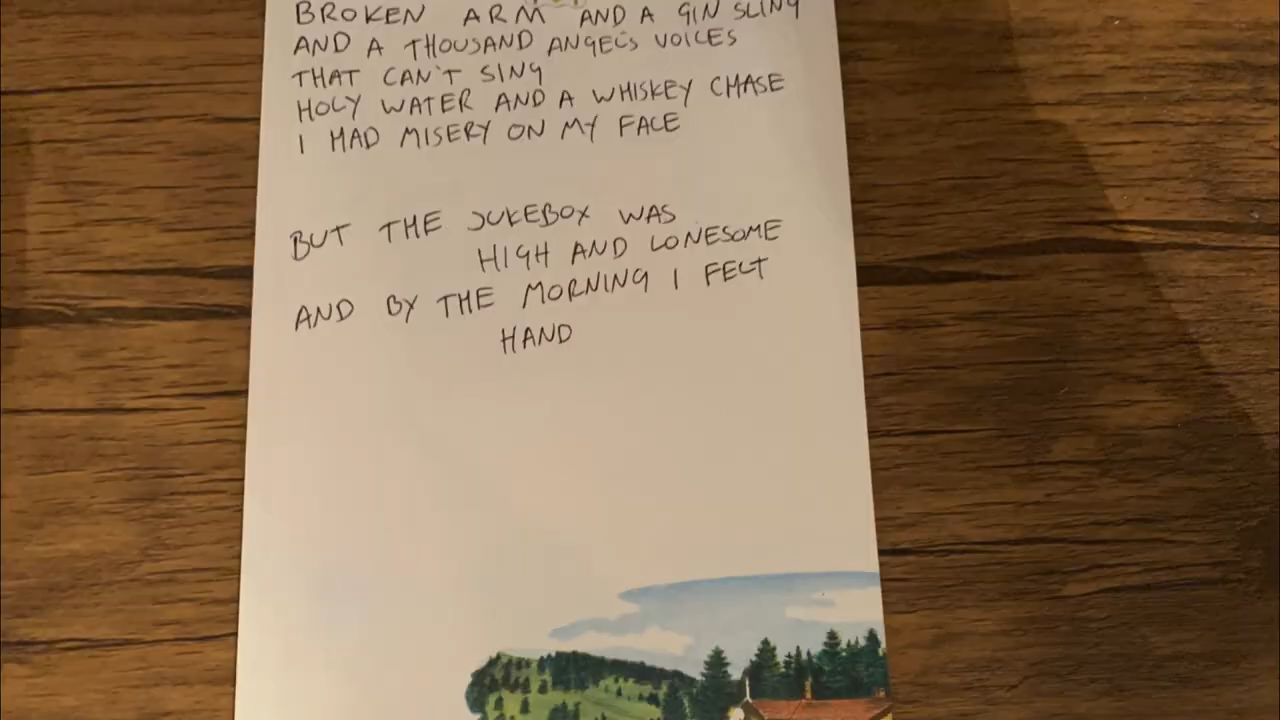 BROKEN ARM AND A GIN SLING
AND A THOUSAND ANGELS VOICES
THAT CAN'T SING
HOLY WATER AND A WHISKEY CHASE
I HAD MISERY ON MY FACE
BUT THE JUKEBOX WAS
HIGH AND LONESOME
AND BY THE MORNING I FELT
HAND